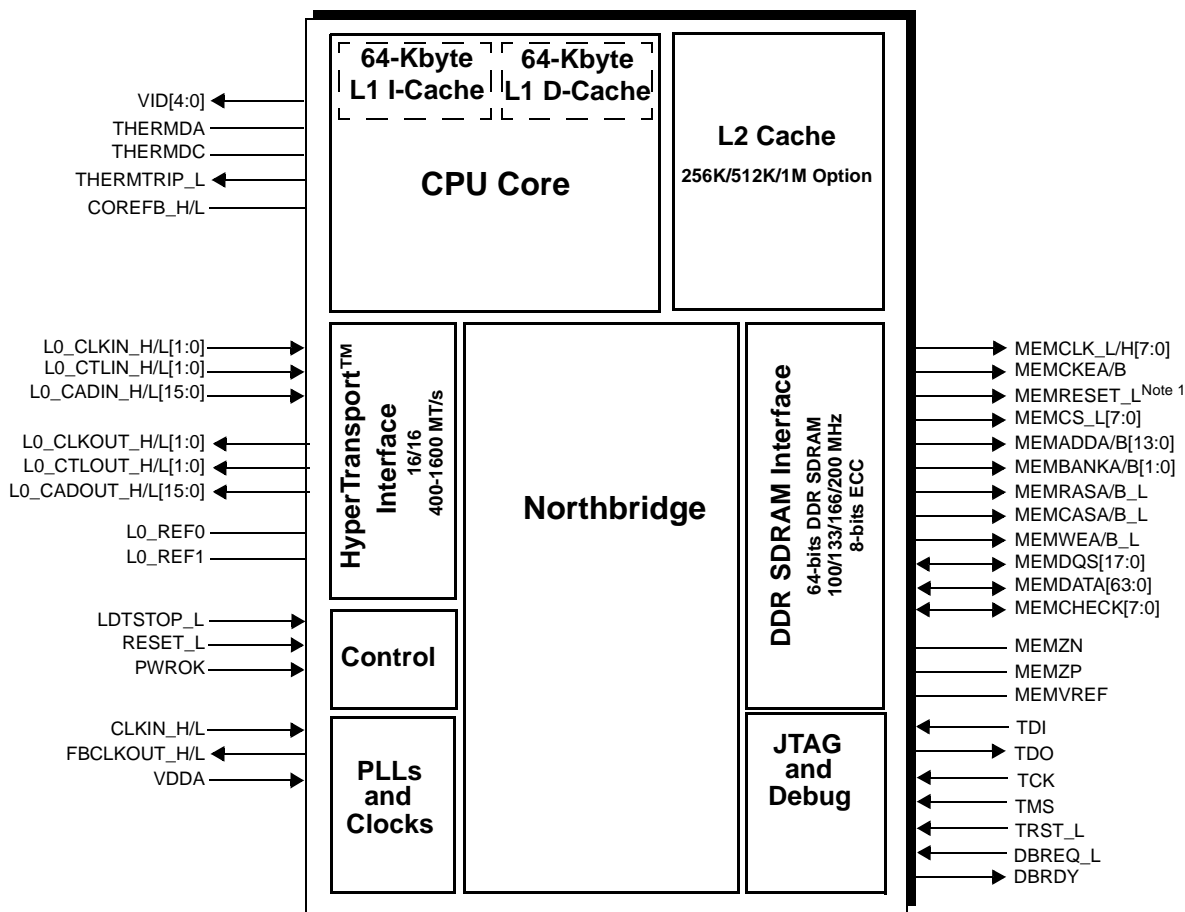 64-Kbyte
L1 I-Cache
64-Kbyte
L1 D-Cache
CPU Core
L2 Cache
256K/512K/1M Option
VID[4:0]
THERMDA
THERMDC
THERMTRIP_L
COREFB_H/L
L0_CLKIN_H/L[1:0]
L0_CTLIN_H/L[1:0]
L0_CADIN_H/L[15:0]
L0_CLKOUT_H/L[1:0]
L0_CTLOUT_H/L[1:0]
L0_CADOUT_H/L[15:0]
L0_REF0
L0_REF1
LDTSTOP_L
RESET_L
PWROK
CLKIN_H/L
FBCLKOUT_H/L
VDDA
HyperTransport™
Interface
16/16
400-1600 MT/s
Control
PLLs
and
Clocks
Northbridge
DDR SDRAM Interface
64-bits DDR SDRAM
100/133/166/200 MHz
8-bits ECC
JTAG
and
Debug
MEMCLK_L/H[7:0]
MEMCKEA/B
MEMRESET_L Note 1
MEMCS_L[7:0]
MEMADDA/B[13:0]
MEMBANKA/B[1:0]
MEMRASA/B_L
MEMCASA/B_L
MEMWEA/B_L
MEMDQS[17:0]
MEMDATA[63:0]
MEMCHECK[7:0]
MEMZN
MEMZP
MEMVREF
TDI
TDO
TCK
TMS
TRST_L
DBREQ_L
DBRDY